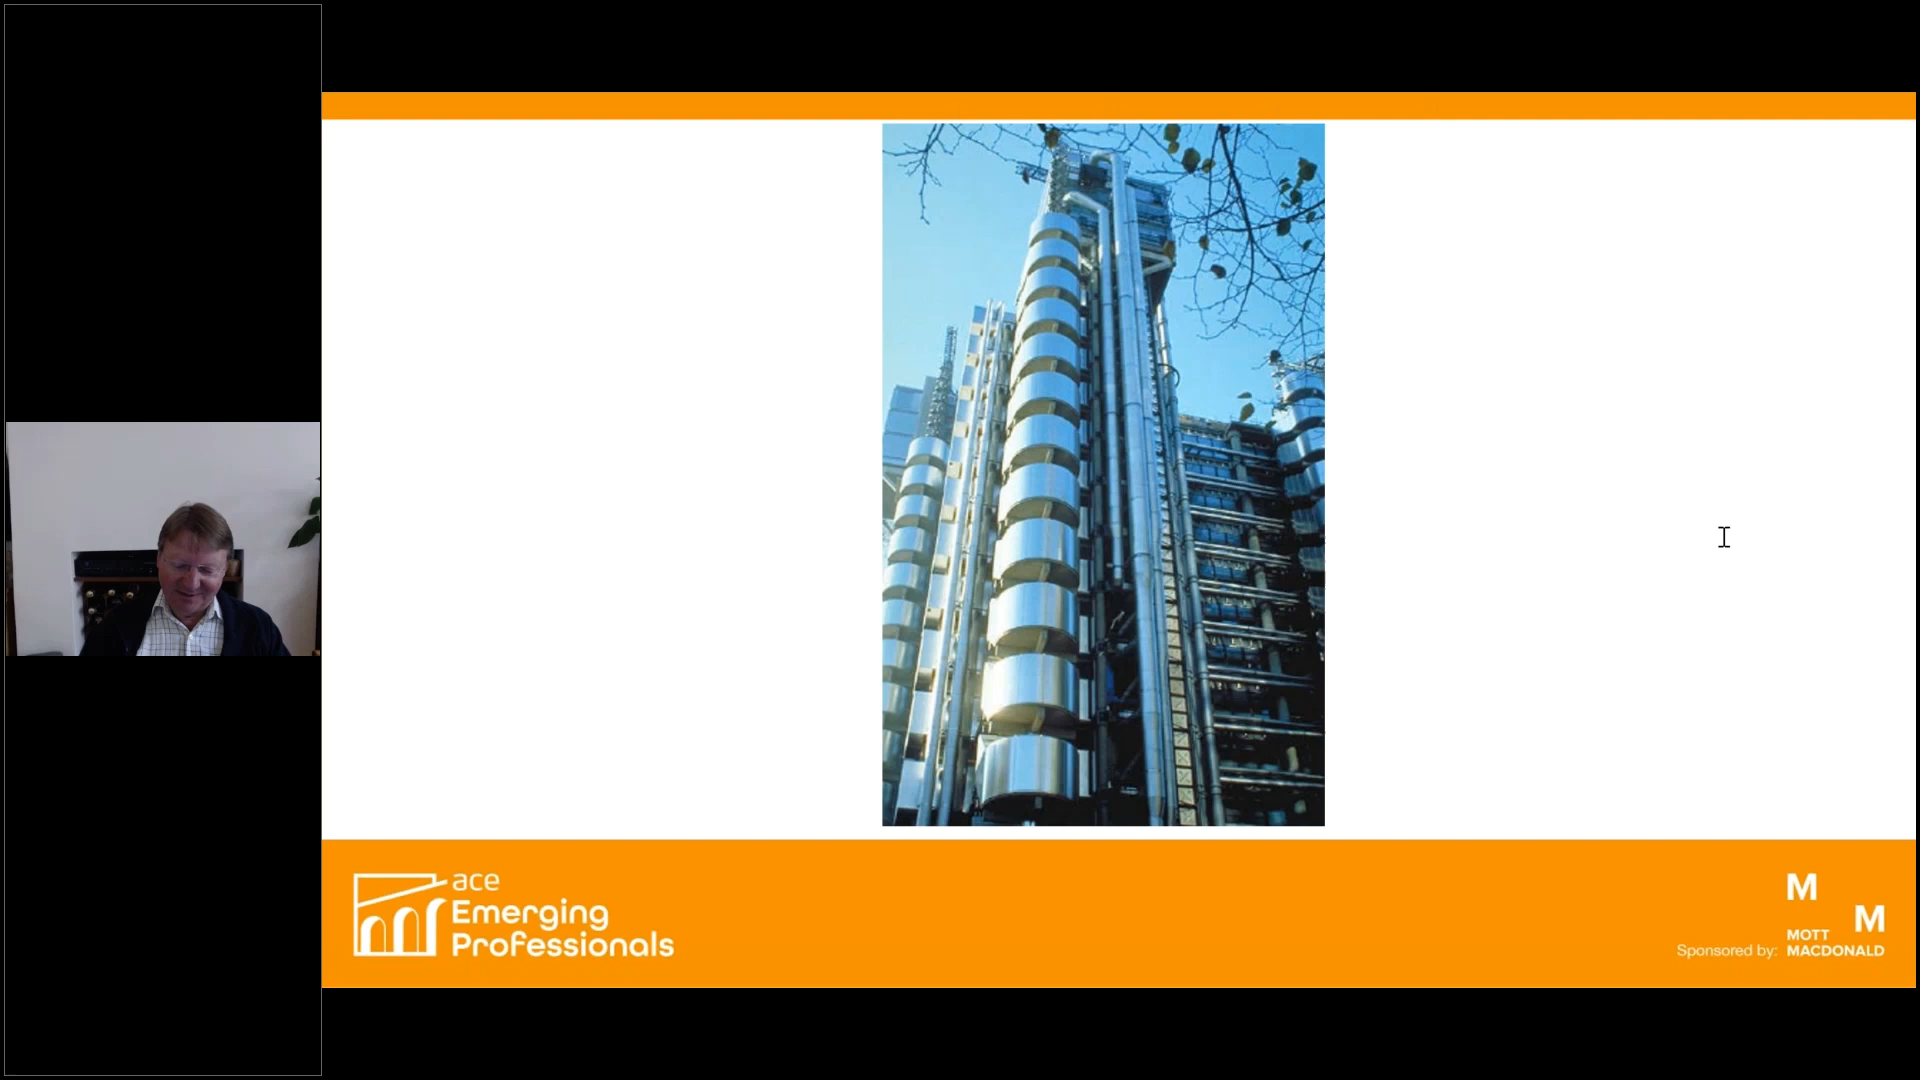 ace
Emerging
Professionals
M
M
Sponsored by: MOTT
MACDONALD